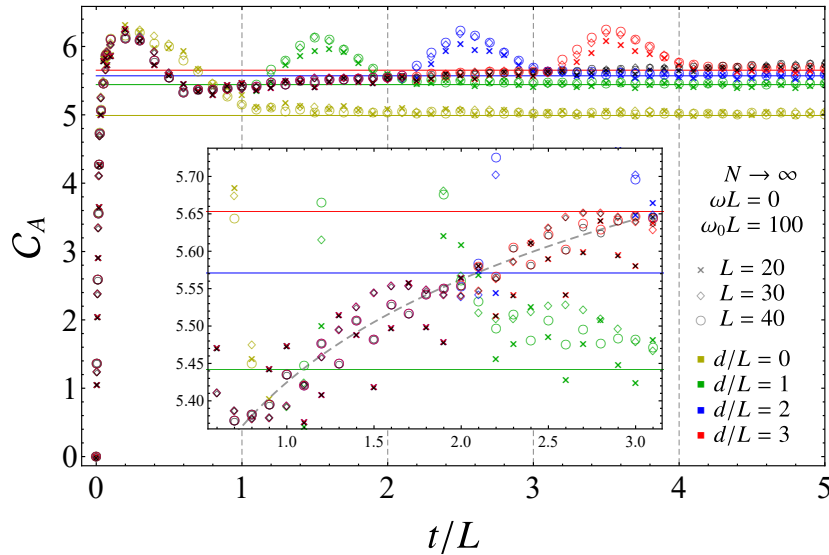 6
5
4
3
2
1
0
C_A
5.70
5.65
5.60
5.55
5.50
5.45
5.40
1.0
1.5
2.0
2.5
3.0
N → ∞
ωL = 0
ω₀L = 100
× L = 20
◇ L = 30
○ L = 40
■ d/L = 0
■ d/L = 1
■ d/L = 2
■ d/L = 3
0 1 2 3 4 5
t/L